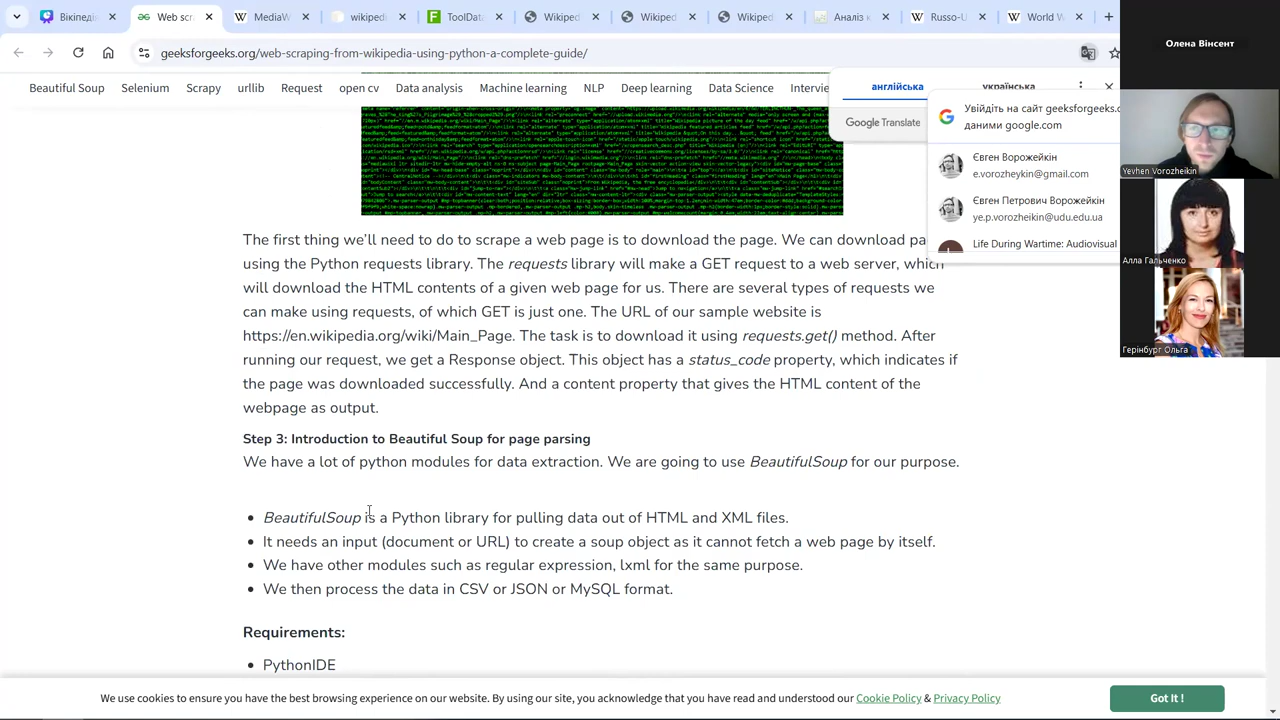 Вікіпедія
Web scr
MediaW
wikipedi
ToolDa
Wikiped
Wikiped
Wikiped
Аналіз к
Russo-U
World W
geeksforgeeks.org/web-scraping-from-wikipedia-using-python-a-complete-guide/
Beautiful Soup Selenium Scrapy urllib Request open cv Data analysis Machine learning NLP Deep learning Data Science Intervie
англійська українська
Google Translate
Увійдіть на сайт geeksforgeeks.o
Євген Ворожейкін
e.vorozheykin@gmail.com
Євген Петрович Ворожейкін
ye.p.vorozheikin@udu.edu.ua
Life During Wartime: Audiovisual
Олена Вінсент
Yevhen Vorozheikin
Алла Гальченко
Герінбург Ольга
The first thing we'll need to do to scrape a web page is to download the page. We can download pa
using the Python requests library. The requests library will make a GET request to a web server, which
will download the HTML contents of a given web page for us. There are several types of requests we
can make using requests, of which GET is just one. The URL of our sample website is
https://en.wikipedia.org/wiki/Main_Page. The task is to download it using requests.get() method. After
running our request, we get a Response object. This object has a status_code property, which indicates if
the page was downloaded successfully. And a content property that gives the HTML content of the
webpage as output.
Step 3: Introduction to Beautiful Soup for page parsing
We have a lot of python modules for data extraction. We are going to use BeautifulSoup for our purpose.
BeautifulSoup is a Python library for pulling data out of HTML and XML files.
It needs an input (document or URL) to create a soup object as it cannot fetch a web page by itself.
We have other modules such as regular expression, lxml for the same purpose.
We then process the data in CSV or JSON or MySQL format.
Requirements:
PythonIDE
We use cookies to ensure you have the best browsing experience on our website. By using our site, you acknowledge that you have read and understood our Cookie Policy & Privacy Policy
Got It !